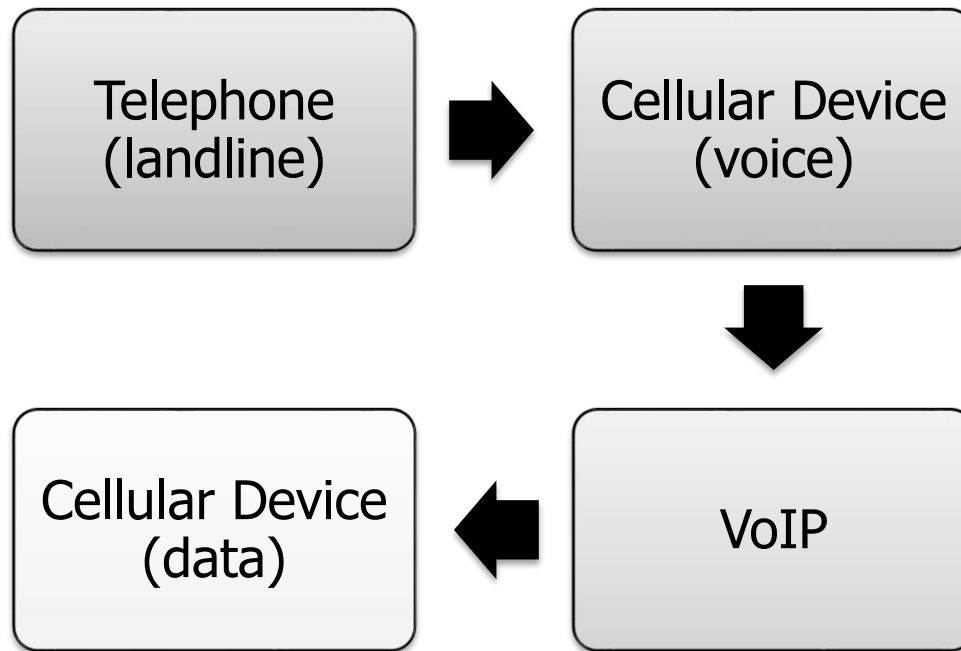 Telephone
(landline)
Cellular Device
(voice)
VoIP
Cellular Device
(data)